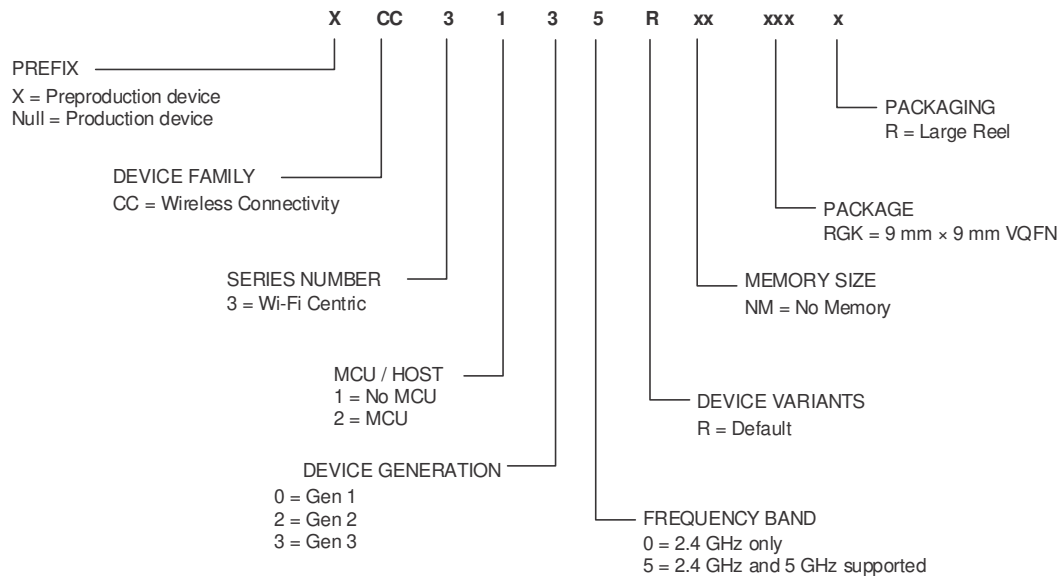 X CC 3 1 3 5 R xx xxx x
PREFIX
X = Preproduction device
Null = Production device
PACKAGING
R = Large Reel
DEVICE FAMILY
CC = Wireless Connectivity
PACKAGE
RGK = 9 mm × 9 mm VQFN
SERIES NUMBER
3 = Wi-Fi Centric
MEMORY SIZE
NM = No Memory
MCU / HOST
1 = No MCU
2 = MCU
DEVICE VARIANTS
R = Default
DEVICE GENERATION
0 = Gen 1
2 = Gen 2
3 = Gen 3
FREQUENCY BAND
0 = 2.4 GHz only
5 = 2.4 GHz and 5 GHz supported